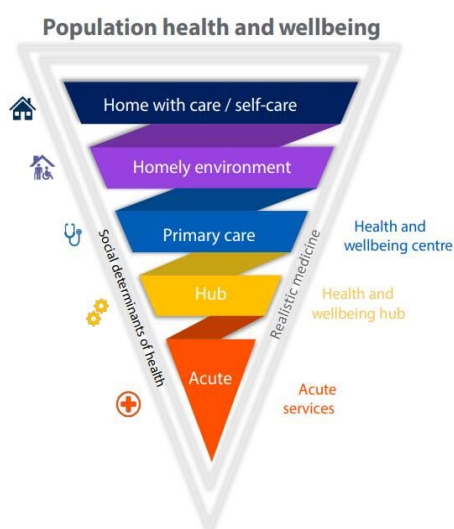 Population health and wellbeing
Home with care / self-care
Homely environment
Primary care
Health and
wellbeing centre
Hub
Health and
wellbeing hub
Acute
Acute
services
Social determinants of health
Realistic medicine